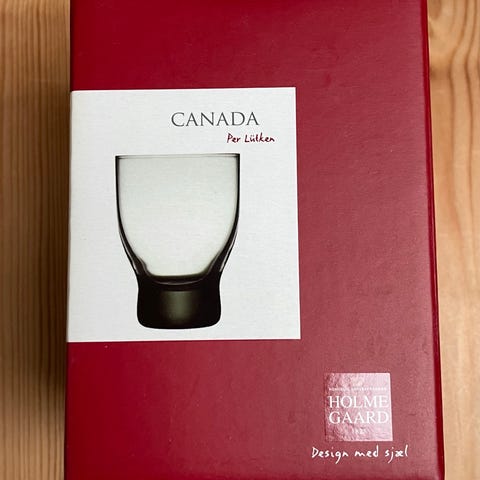 CANADA
Per Lütken
HOLME
GAARD
Design med sjæl